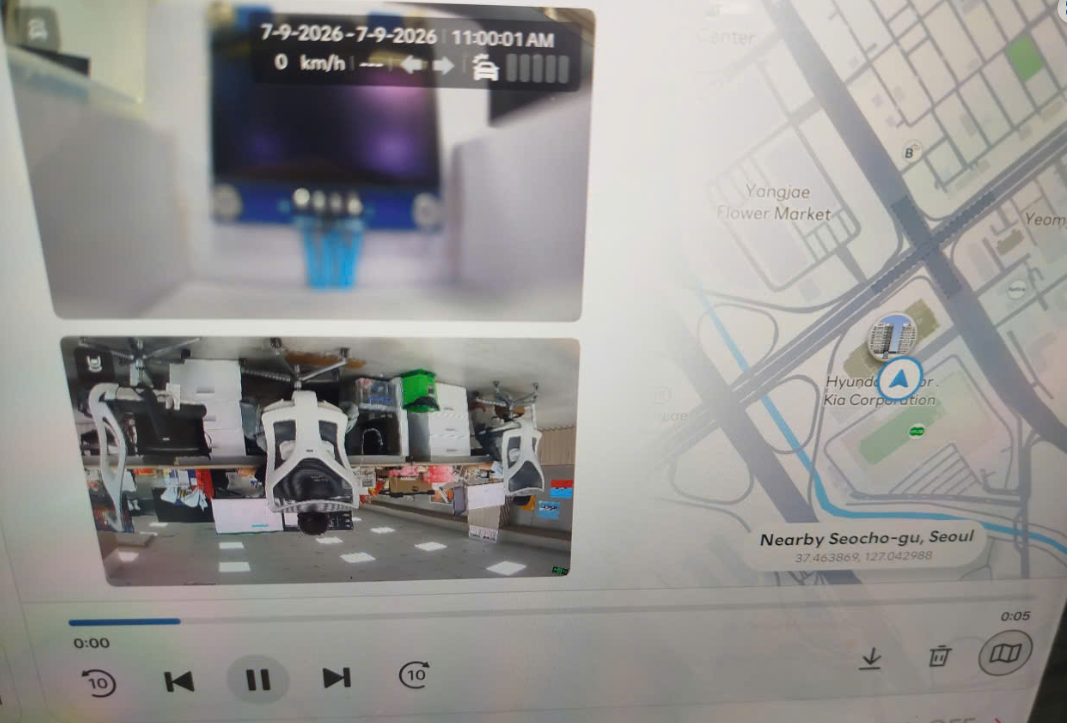 7-9-2026 - 7-9-2026 11:00:01 AM
0 km/h | ---
Center
B
Yangjae
Flower Market
Kia Corporation
Nearby Seocho-gu, Seoul
37.463869, 127.042988
0:00
0:05
10
10